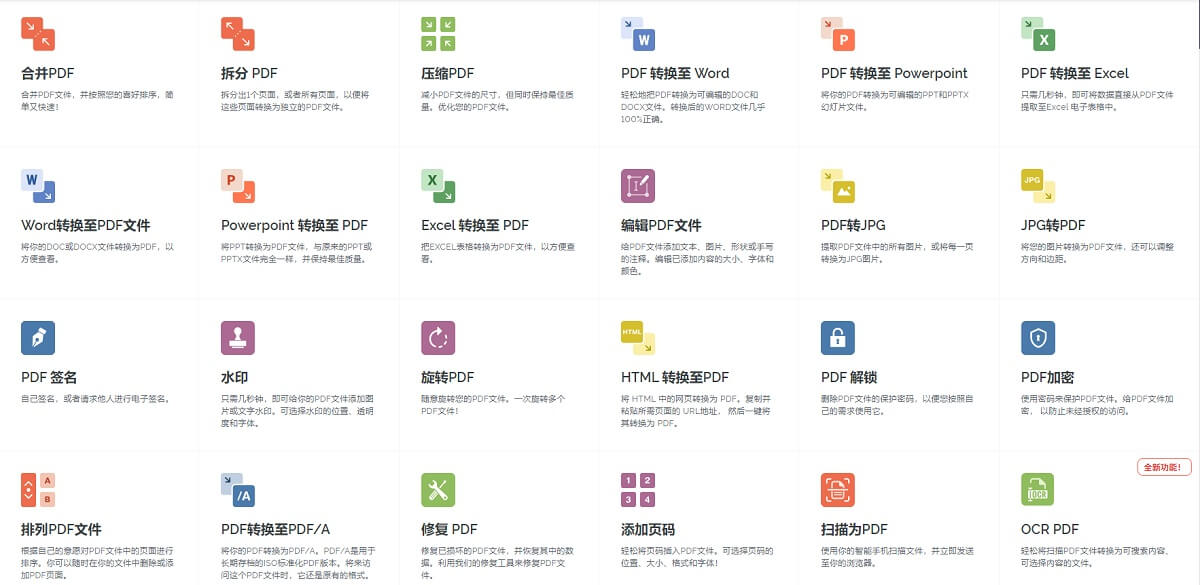 合并PDF
合并PDF文件，并按照您的喜好排序，简
单又快速！
拆分 PDF
拆分出1个页面，或者所有页面，以便将
这些页面转换为独立的PDF文件。
压缩PDF
减小PDF文件的尺寸，但同时保持最佳质
量。优化您的PDF文件。
W
PDF 转换至 Word
轻松地把PDF转换为可编辑的DOC和
DOCX文件。转换后的WORD文件几乎
100%正确。
P
PDF 转换至 Powerpoint
将你的PDF转换为可编辑的PPT和PPTX
幻灯片文件。
X
PDF 转换至 Excel
只需几秒钟，即可将数据直接从PDF文件
提取至Excel 电子表格中。
W
Word转换至PDF文件
将你的DOC或DOCX文件转换为PDF，以
方便查看。
P
Powerpoint 转换至 PDF
将PPT转换为PDF文件，与原来的PPT或
PPTX文件完全一样，并保持最佳质量。
X
Excel 转换至 PDF
把EXCEL表格转换为PDF文件，以方便查
看。
编辑PDF文件
给PDF文件添加文本、图片、形状或手写
的注释。编辑已添加内容的大小、字体和
颜色。
PDF转JPG
提取PDF文件中的所有图片，或将每一页
转换为JPG图片。
JPG
JPG转PDF
将您的图片转换为PDF文件，还可以调整
方向和边距。
PDF 签名
自己签名，或者请求他人进行电子签名。
水印
只需几秒钟，即可给你的PDF文件添加图
片或文字水印。可选择水印的位置、透明
度和字体。
旋转PDF
随意旋转您的PDF文件。一次旋转多个
PDF文件！
HTML
HTML 转换至PDF
将 HTML 中的网页转换为 PDF。复制并
粘贴所需页面的 URL地址， 然后一键将
其转换为 PDF。
PDF 解锁
删除PDF文件的保护密码，以便您按照自
己的需求使用它。
PDF加密
使用密码来保护PDF文件。给PDF文件加
密， 以防止未经授权的访问。
A
B
排列PDF文件
根据自己的意愿对PDF文件中的页面进行
排序。你可以随时在你的文件中删除或添
加PDF页面。
/A
PDF转换至PDF/A
将你的PDF转换为PDF/A。PDF/A是用于
长期存档的ISO标准化PDF版本。将来访
问这个PDF文件时，它还是原有的格式。
修复 PDF
修复已损坏的PDF文件，并恢复其中的数
据。利用我们的修复工具来修复PDF文
件。
1 2
3 4
添加页码
轻松将页码插入PDF文件。可选择页码的
位置、大小、格式和字体！
扫描为PDF
使用你的智能手机扫描文件，并立即发送
至你的浏览器。
全新功能！
OCR
OCR PDF
轻松将扫描PDF文件转换为可搜索内容、
可选择内容的文件。